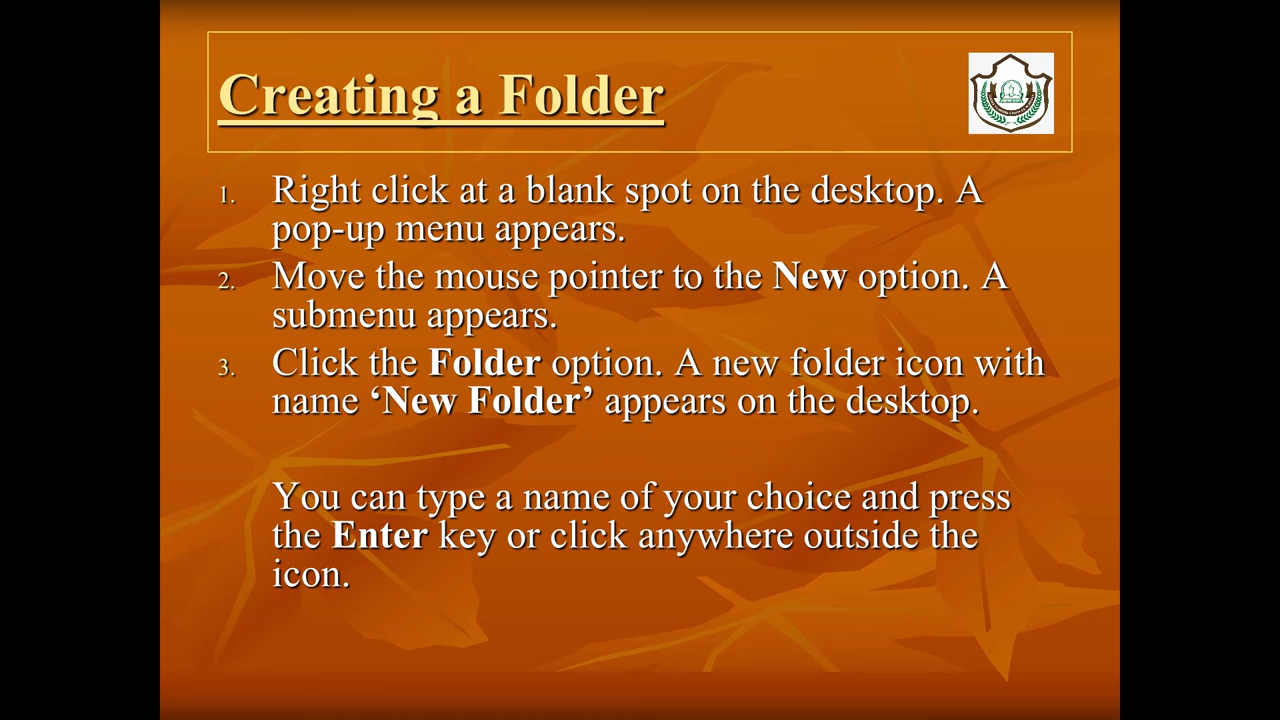 Creating a Folder
1. Right click at a blank spot on the desktop. A
pop-up menu appears.
2. Move the mouse pointer to the New option. A
submenu appears.
3. Click the Folder option. A new folder icon with
name ‘New Folder’ appears on the desktop.
You can type a name of your choice and press
the Enter key or click anywhere outside the
icon.